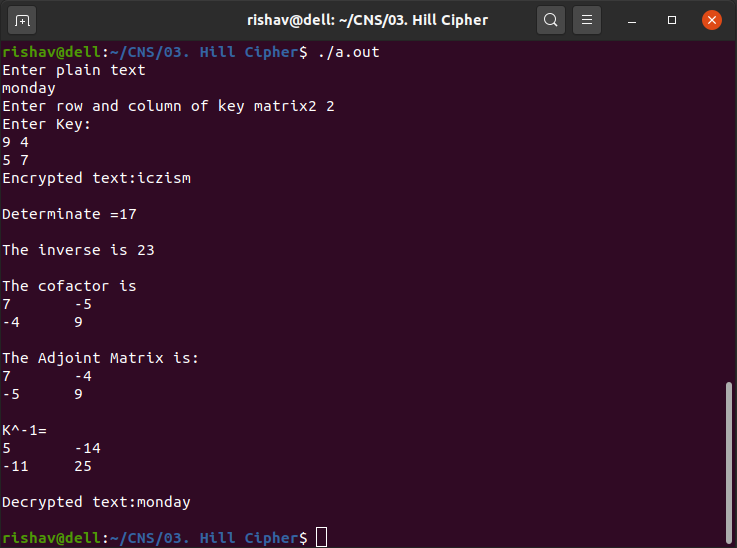 rishav@dell: ~/CNS/03. Hill Cipher
rishav@dell:~/CNS/03. Hill Cipher$ ./a.out
Enter plain text
monday
Enter row and column of key matrix2 2
Enter Key:
9 4
5 7
Encrypted text:iczism
Determinate =17
The inverse is 23
The cofactor is
7 -5
-4 9
The Adjoint Matrix is:
7 -4
-5 9
K^-1=
5 -14
-11 25
Decrypted text:monday
rishav@dell:~/CNS/03. Hill Cipher$